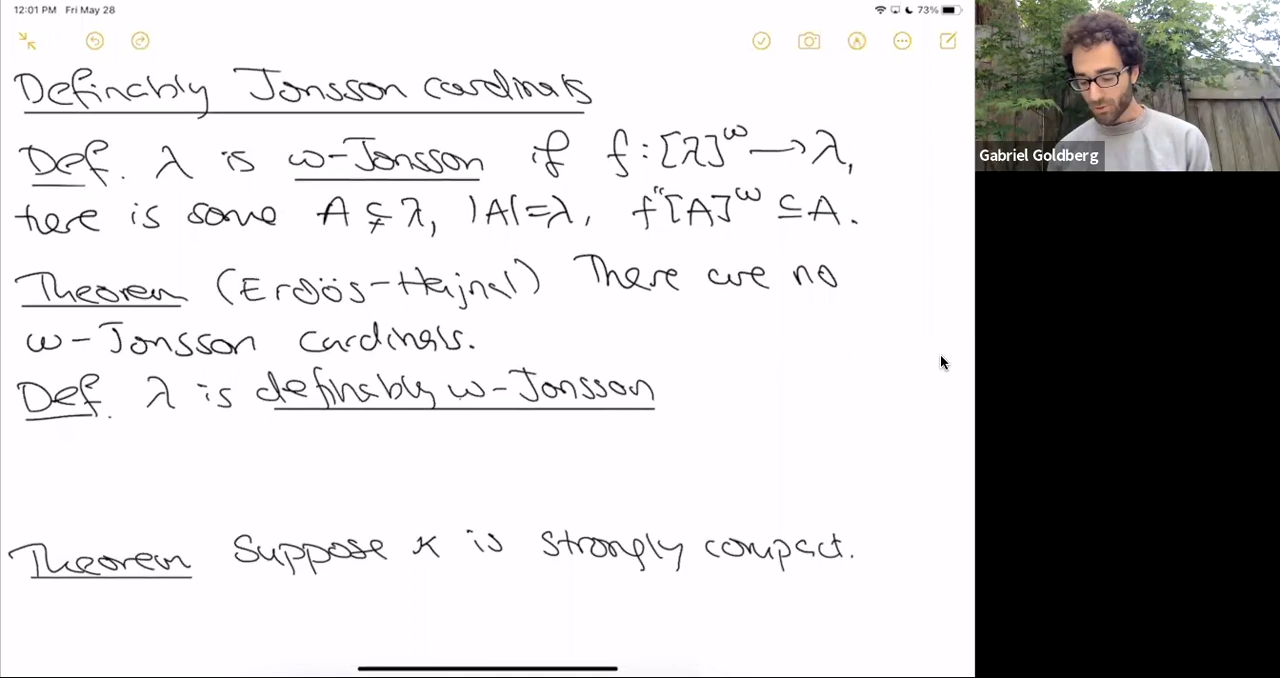 12:01 PM Fri May 28
73%
Definably Jonsson cardinals
Def. λ is ω-Jonsson if f:[λ]^ω → λ,
there is some A ⊊ λ, |A|=λ, f"[A]^ω ⊆ A.
Theorem (Erdös-Hajnal) There are no
ω-Jonsson cardinals.
Def. λ is definably ω-Jonsson
Theorem Suppose κ is strongly compact.
Gabriel Goldberg